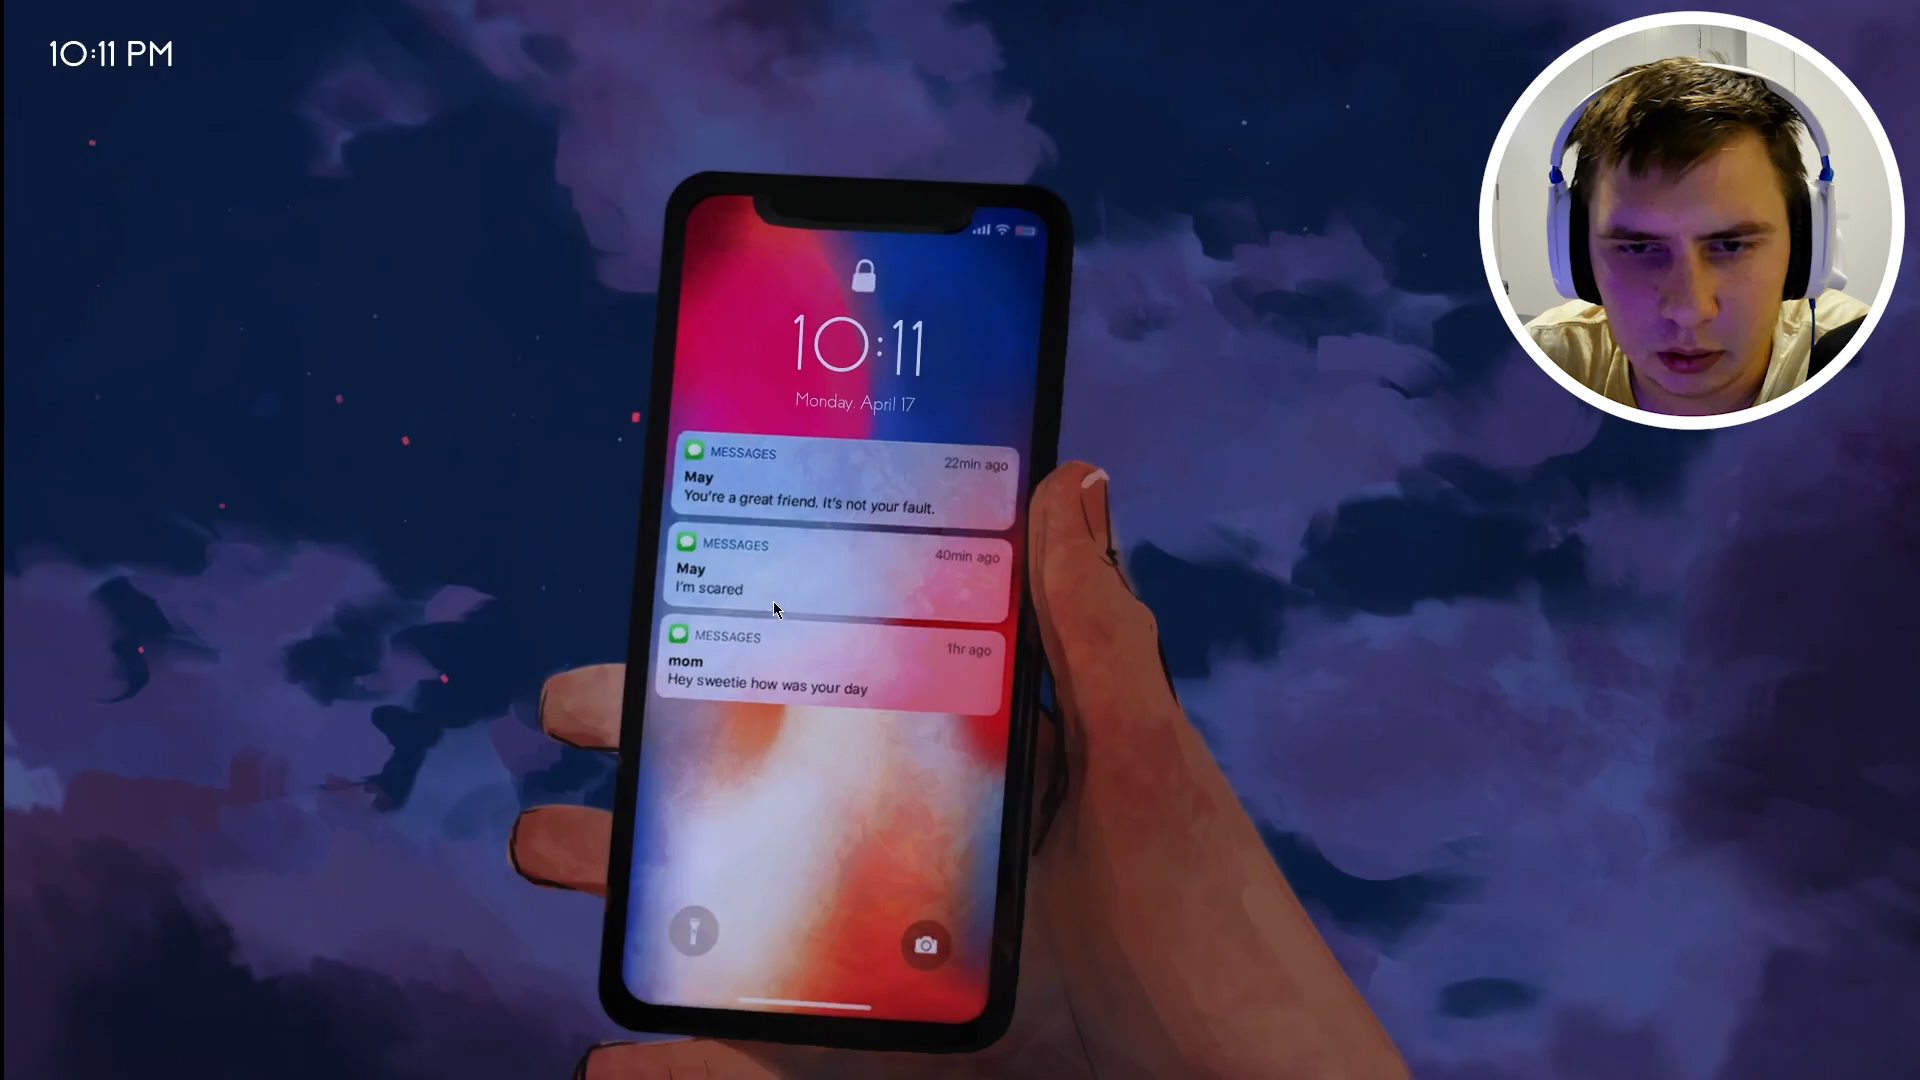 10:11 PM
10:11
Monday, April 17
MESSAGES
22min ago
May
You're a great friend. It's not your fault.
MESSAGES
40min ago
May
I'm scared
MESSAGES
1hr ago
mom
Hey sweetie how was your day